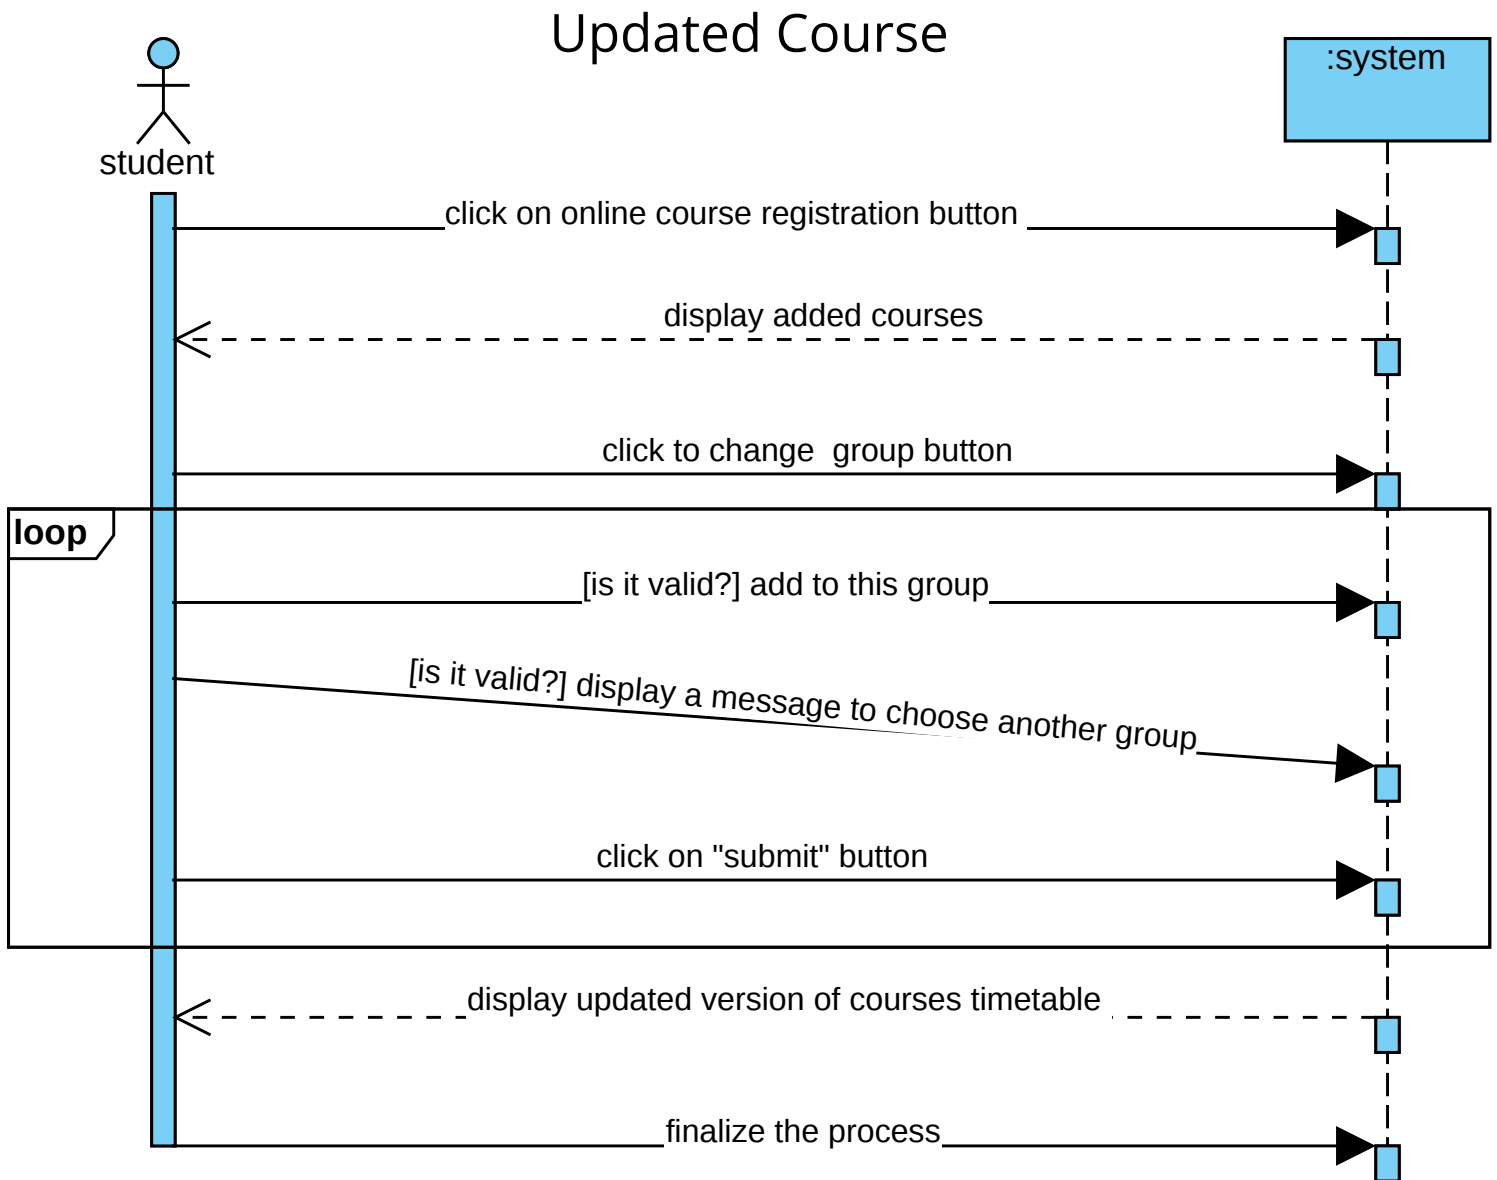 Updated Course
:system
student
click on online course registration button
display added courses
click to change  group button
loop
[is it valid?] add to this group
[is it valid?] display a message to choose another group
click on "submit" button
display updated version of courses timetable
finalize the process